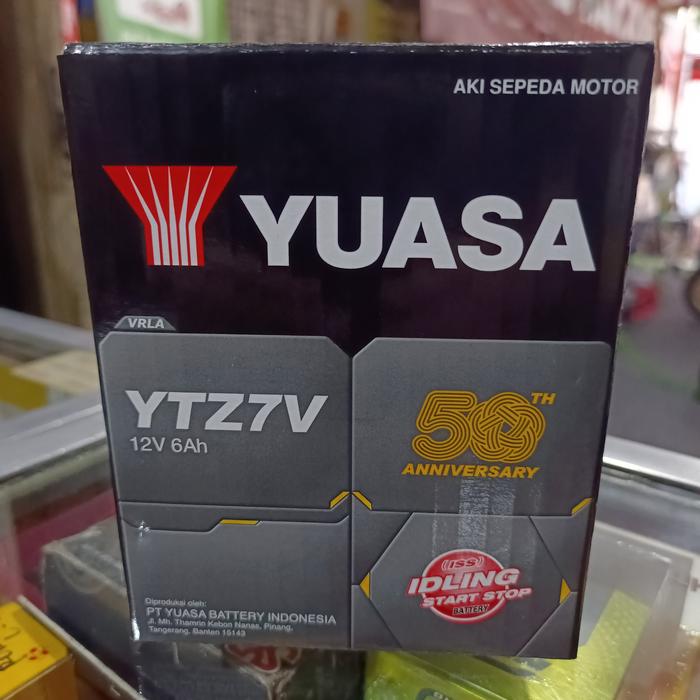 AKI SEPEDA MOTOR
YUASA
VRLA
YTZ7V
12V 6Ah
50TH
ANNIVERSARY
Diproduksi oleh:
PT YUASA BATTERY INDONESIA
Jl. Mh. Thamrin Kebon Nanas, Pinang,
Tangerang, Banten 15143
((ISS))
IDLING
START STOP
BATTERY